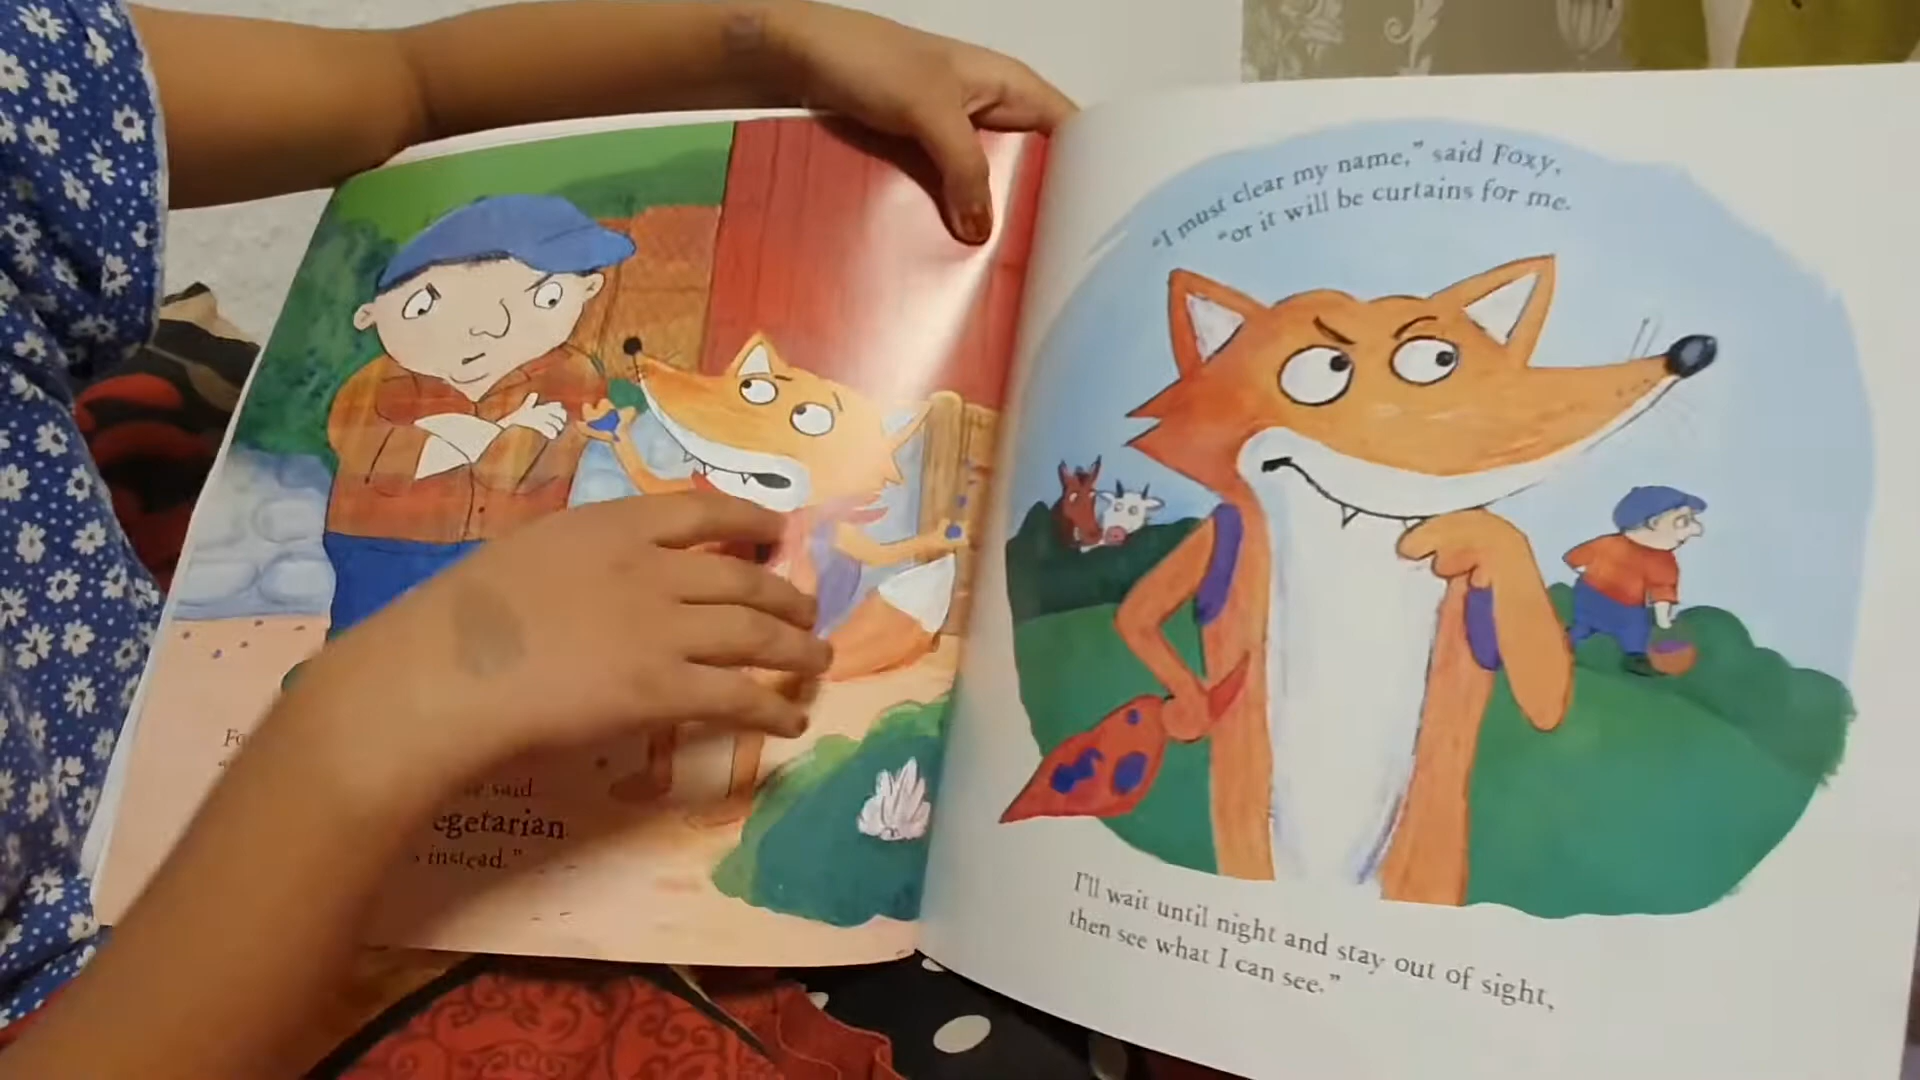 said
egetarian
instead."
"I must clear my name," said Foxy,
"or it will be curtains for me.
I'll wait until night and stay out of sight,
then see what I can see."